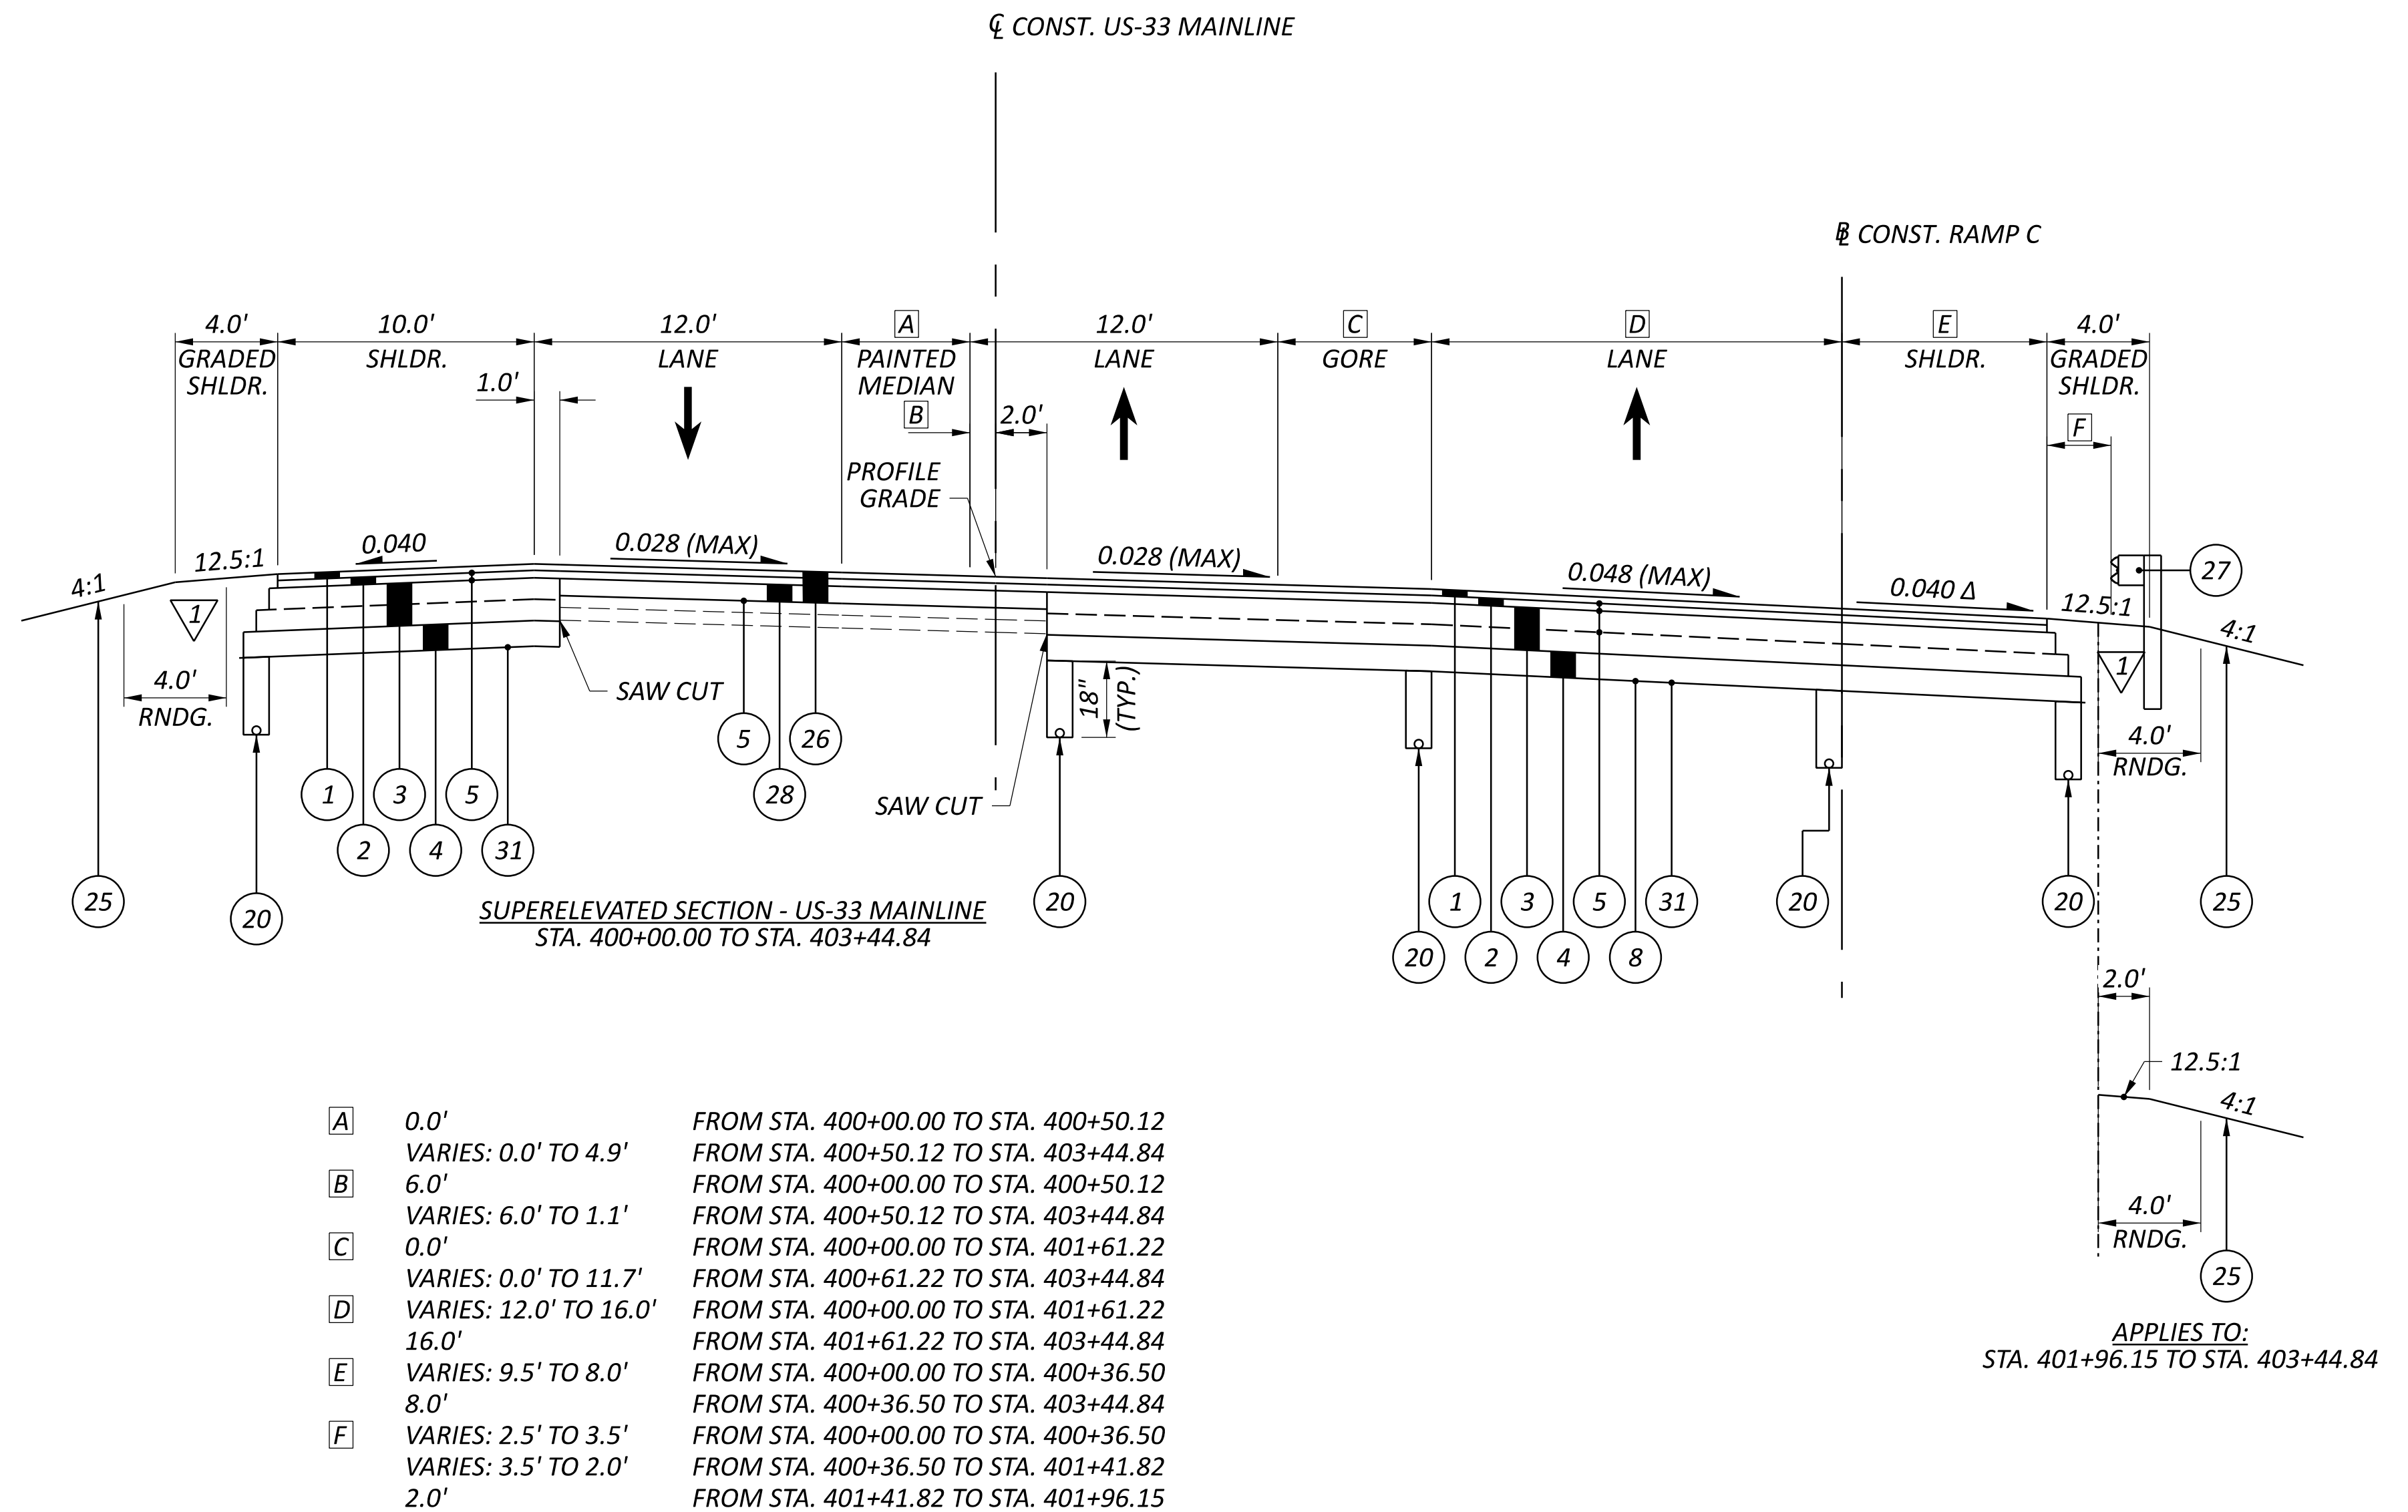 ℄ CONST. US-33 MAINLINE
℄ CONST. RAMP C
4.0' 10.0' 12.0' A 12.0' C D E 4.0'
GRADED SHLDR. LANE PAINTED LANE GORE LANE SHLDR. GRADED
SHLDR. MEDIAN SHLDR.
1.0' B 2.0' F
PROFILE
GRADE
4:1 12.5:1 0.040 0.028 (MAX) 0.028 (MAX) 0.048 (MAX) 0.040 Δ 12.5:1 4:1 27
1 1
4.0' SAW CUT 18" 4.0'
RNDG. (TYP.) RNDG.
5 26
1 3 5 28 SAW CUT
2 4 31
25 20 20 1 3 5 31 20 20 25
20 2 4 8
SUPERELEVATED SECTION - US-33 MAINLINE
STA. 400+00.00 TO STA. 403+44.84
2.0'
12.5:1
4:1
4.0'
RNDG.
25
APPLIES TO:
STA. 401+96.15 TO STA. 403+44.84
A 0.0' FROM STA. 400+00.00 TO STA. 400+50.12
VARIES: 0.0' TO 4.9' FROM STA. 400+50.12 TO STA. 403+44.84
B 6.0' FROM STA. 400+00.00 TO STA. 400+50.12
VARIES: 6.0' TO 1.1' FROM STA. 400+50.12 TO STA. 403+44.84
C 0.0' FROM STA. 400+00.00 TO STA. 401+61.22
VARIES: 0.0' TO 11.7' FROM STA. 400+61.22 TO STA. 403+44.84
D VARIES: 12.0' TO 16.0' FROM STA. 400+00.00 TO STA. 401+61.22
16.0' FROM STA. 401+61.22 TO STA. 403+44.84
E VARIES: 9.5' TO 8.0' FROM STA. 400+00.00 TO STA. 400+36.50
8.0' FROM STA. 400+36.50 TO STA. 403+44.84
F VARIES: 2.5' TO 3.5' FROM STA. 400+00.00 TO STA. 400+36.50
VARIES: 3.5' TO 2.0' FROM STA. 400+36.50 TO STA. 401+41.82
2.0' FROM STA. 401+41.82 TO STA. 401+96.15